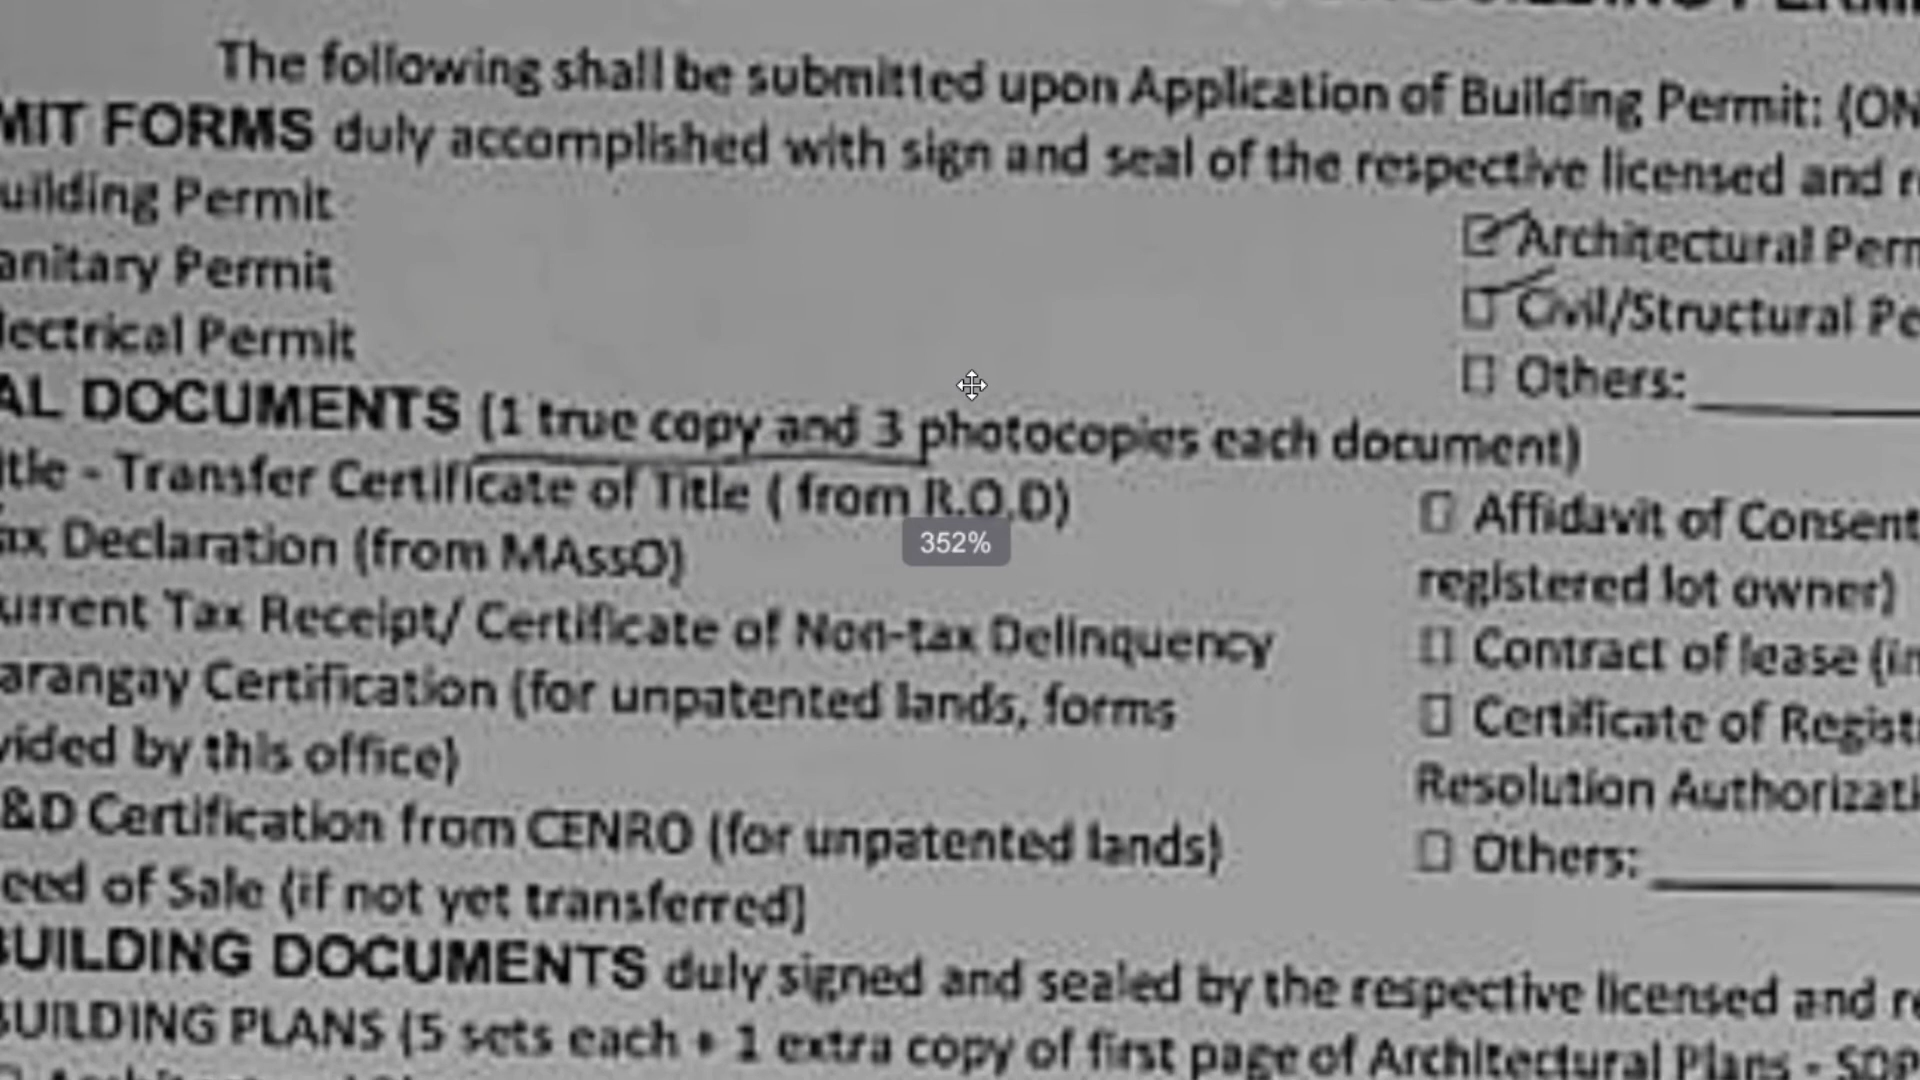 The following shall be submitted upon Application of Building Permit: (ON
MIT FORMS duly accomplished with sign and seal of the respective licensed and r
uilding Permit
Architectural Perm
anitary Permit
Civil/Structural Pe
lectrical Permit
Others:
AL DOCUMENTS (1 true copy and 3 photocopies each document)
itle - Transfer Certificate of Title ( from R.O.D)
Affidavit of Consent
ax Declaration (from MAssO)
registered lot owner)
urrent Tax Receipt/ Certificate of Non-tax Delinquency
Contract of lease (in
arangay Certification (for unpatented lands, forms
Certificate of Regist
vided by this office)
Resolution Authorizati
&D Certification from CENRO (for unpatented lands)
Others:
eed of Sale (if not yet transferred)
BUILDING DOCUMENTS duly signed and sealed by the respective licensed and re
BUILDING PLANS (5 sets each + 1 extra copy of first page of Architectural Plans - SOP
352%